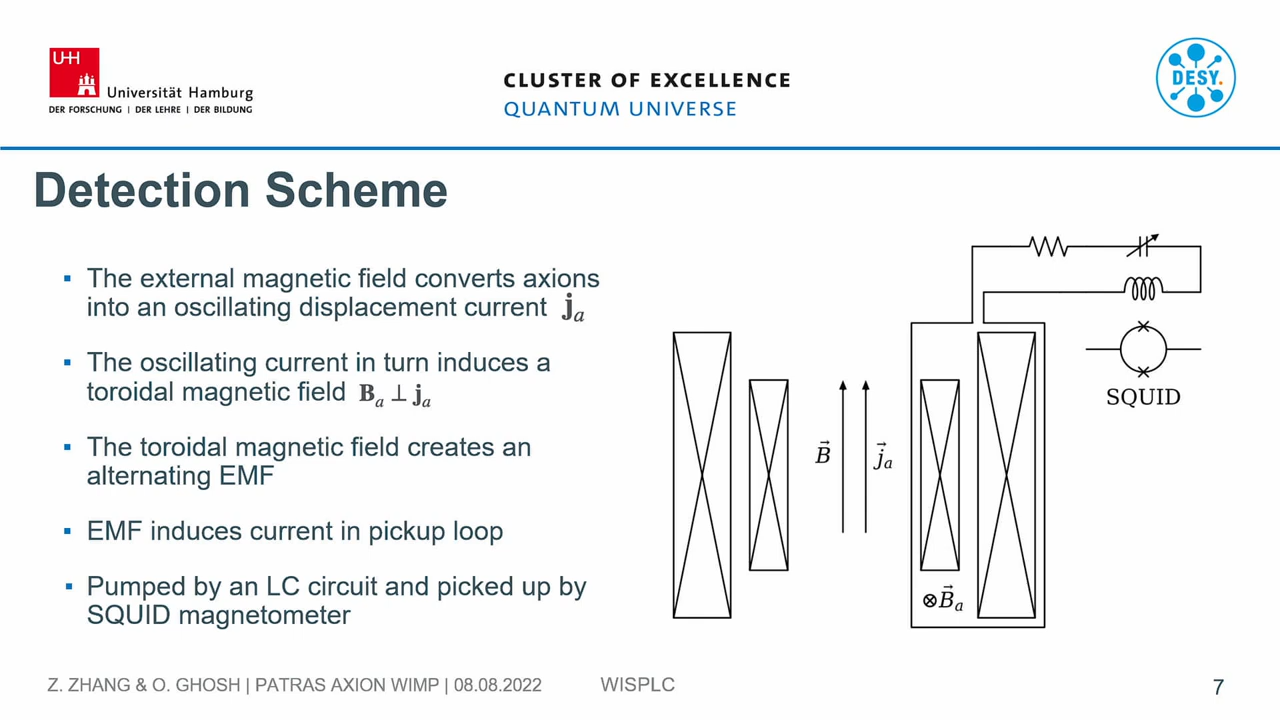 UHH
Universität Hamburg
DER FORSCHUNG | DER LEHRE | DER BILDUNG
CLUSTER OF EXCELLENCE
QUANTUM UNIVERSE
DESY.
Detection Scheme
▪ The external magnetic field converts axions
into an oscillating displacement current j_a
▪ The oscillating current in turn induces a
toroidal magnetic field B_a ⊥ j_a
▪ The toroidal magnetic field creates an
alternating EMF
▪ EMF induces current in pickup loop
▪ Pumped by an LC circuit and picked up by
SQUID magnetometer
SQUID
B⃗
j⃗_a
⊗B⃗_a
Z. ZHANG & O. GHOSH | PATRAS AXION WIMP | 08.08.2022
WISPLC
7